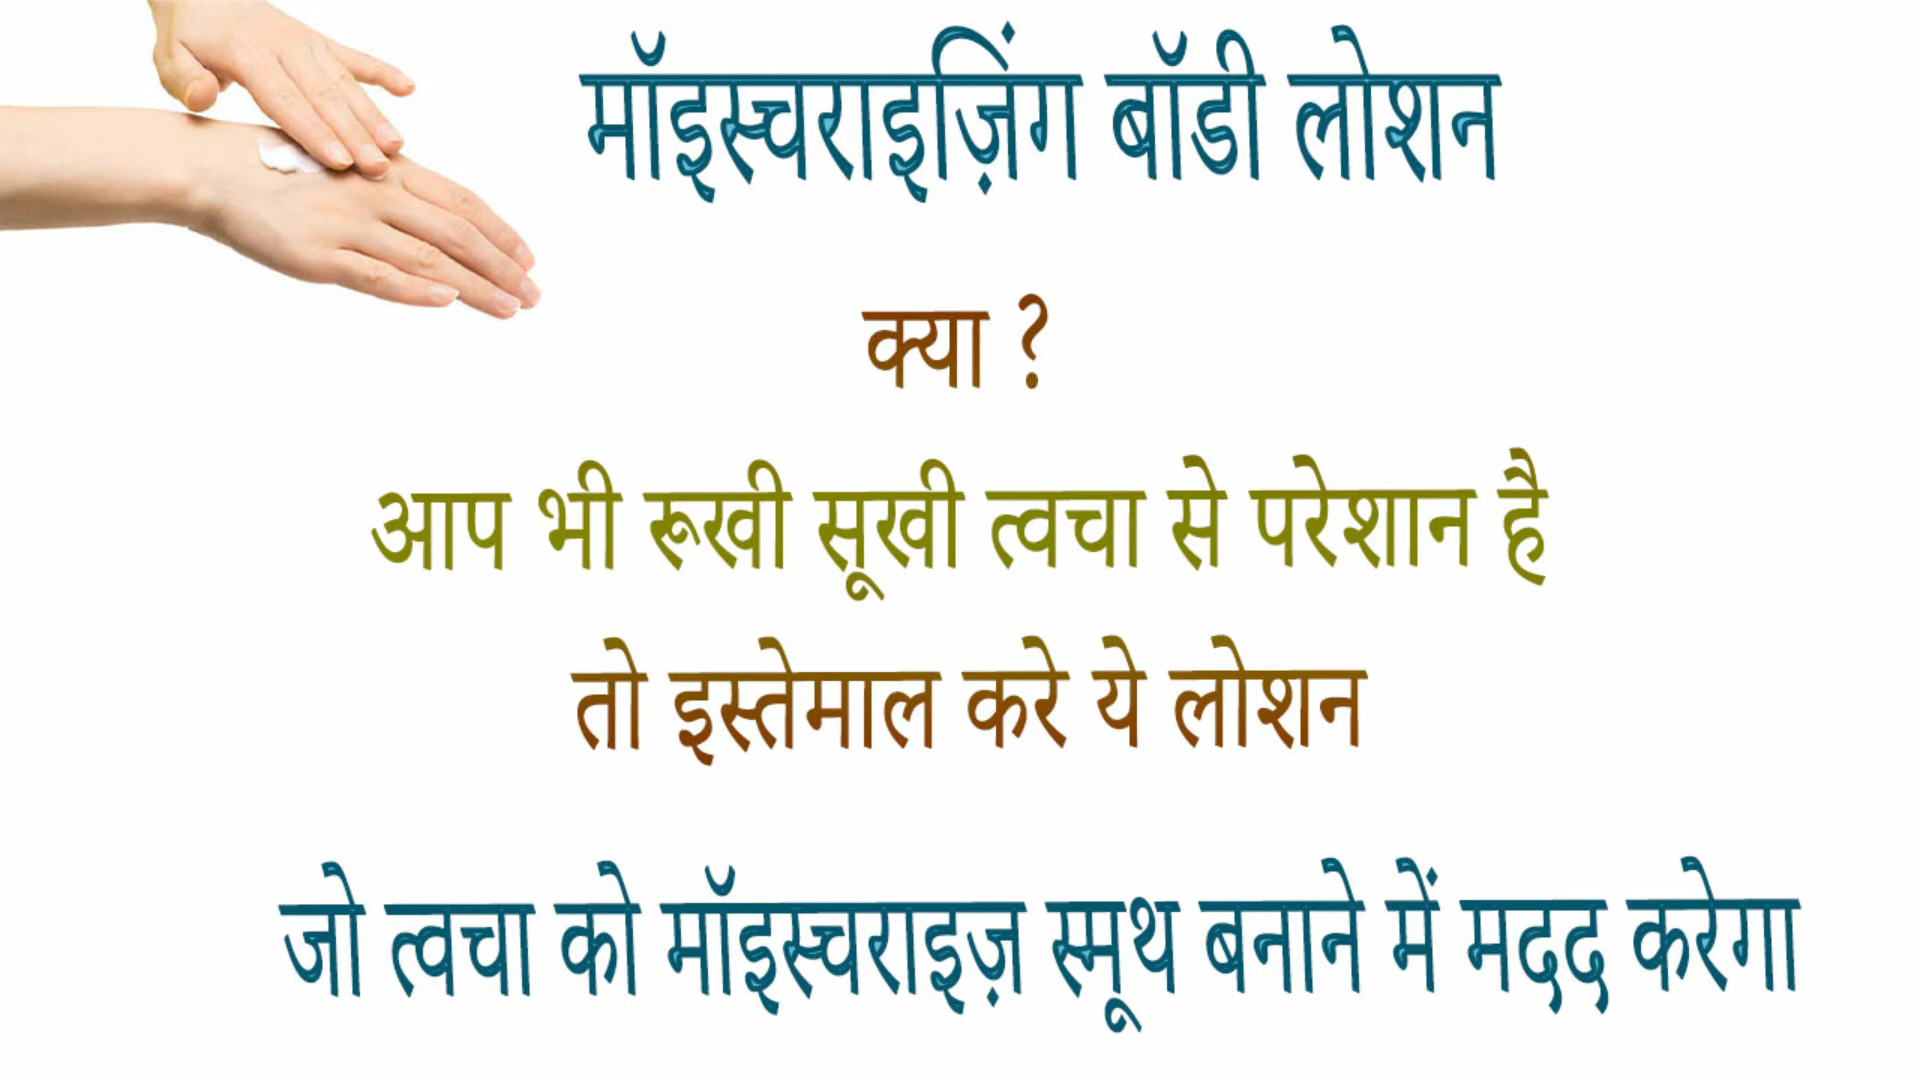 मॉइस्चराइज़िंग बॉडी लोशन
क्या ?
आप भी रूखी सूखी त्वचा से परेशान है
तो इस्तेमाल करे ये लोशन
जो त्वचा को मॉइस्चराइज़ स्मूथ बनाने में मदद करेगा